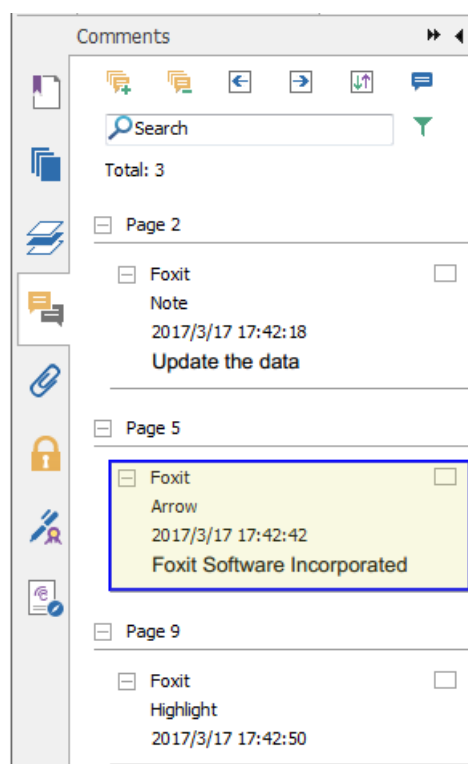 Comments
Search
Total: 3
Page 2
Foxit
Note
2017/3/17 17:42:18
Update the data
Page 5
Foxit
Arrow
2017/3/17 17:42:42
Foxit Software Incorporated
Page 9
Foxit
Highlight
2017/3/17 17:42:50